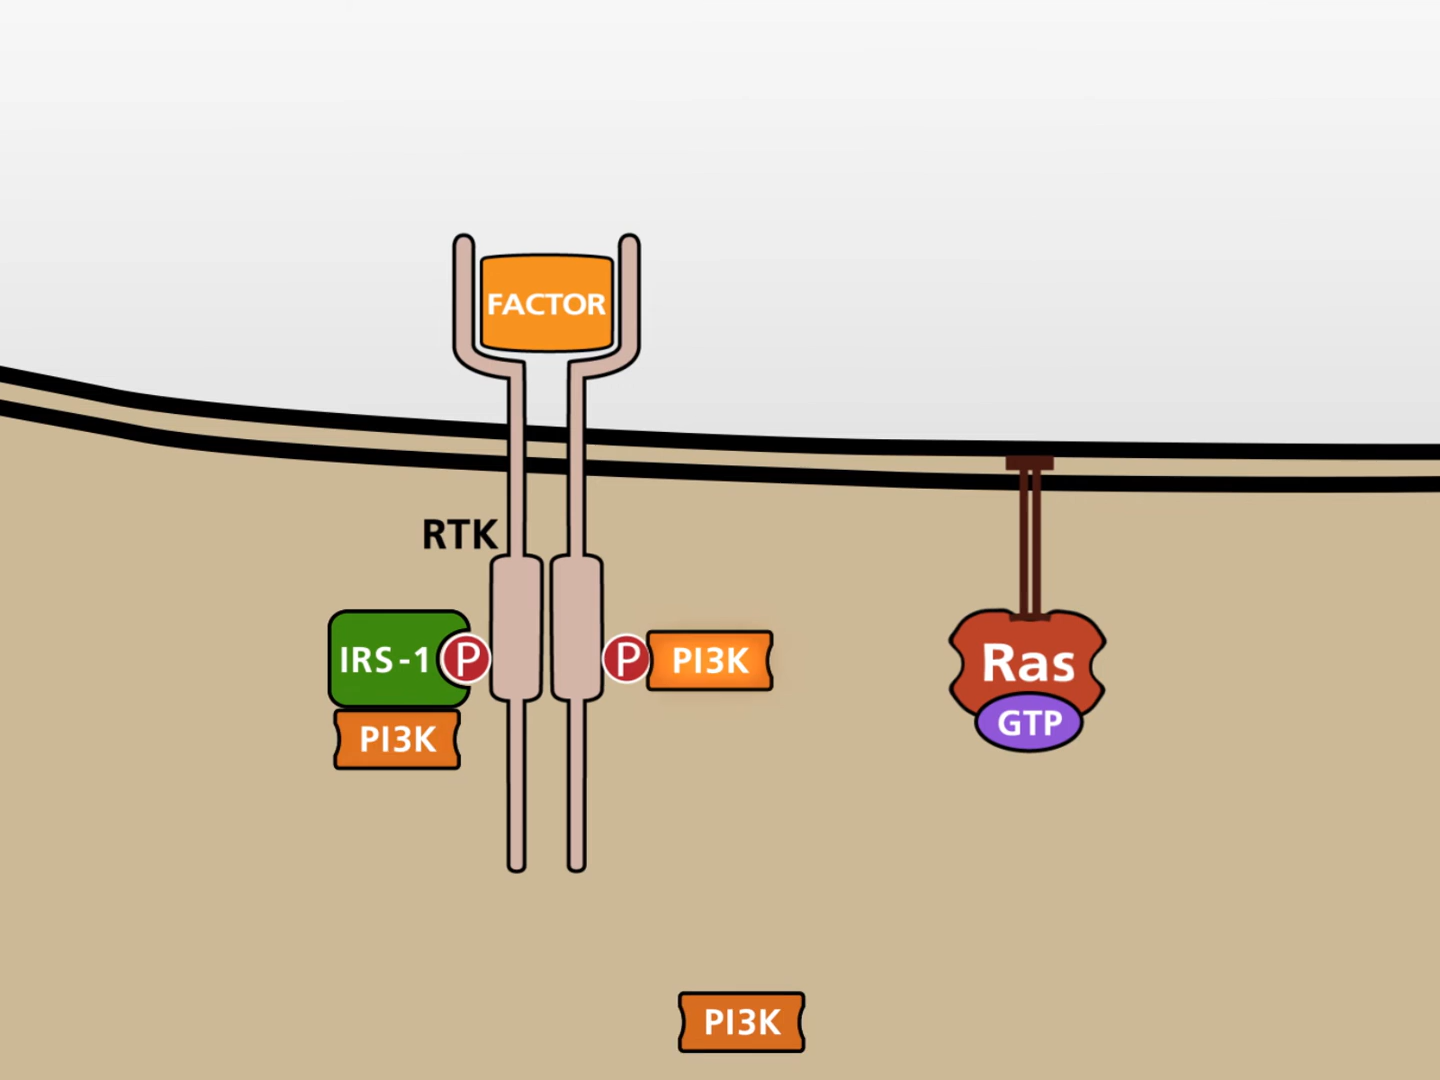 FACTOR
RTK
IRS-1
P
P
PI3K
Ras
GTP
PI3K
PI3K